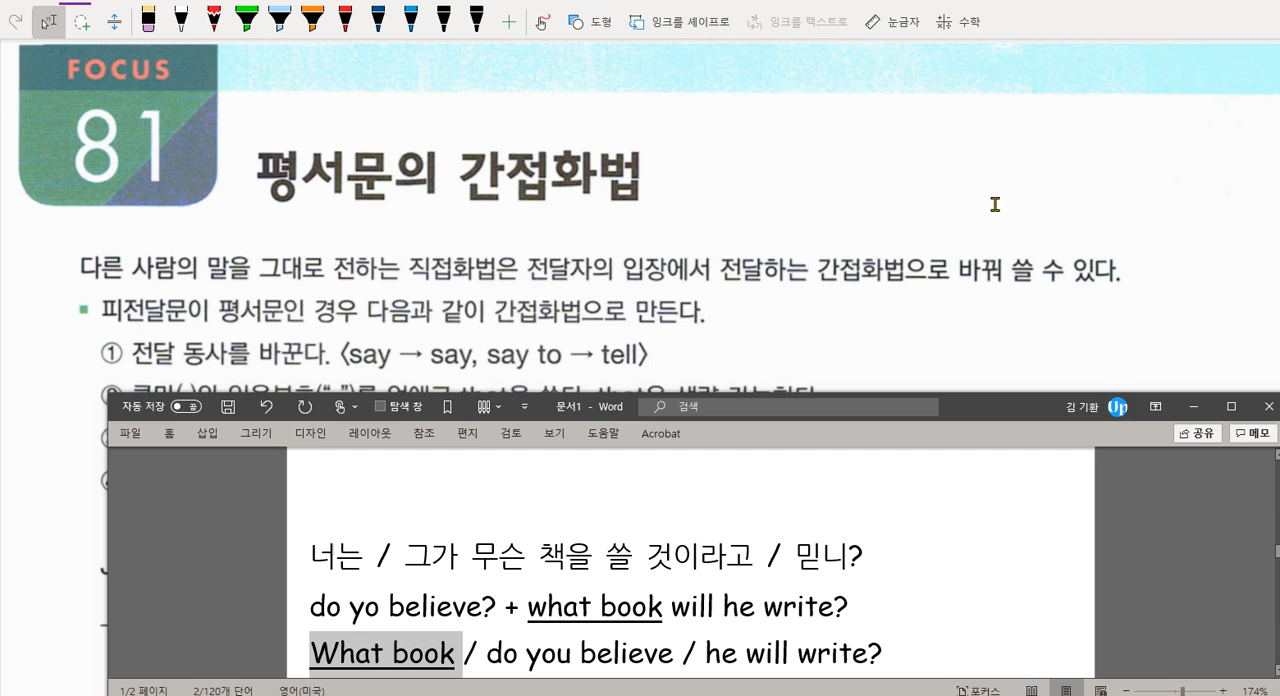 도형 잉크를 셰이프로 잉크를 텍스트로 눈금자 수학
FOCUS
81
평서문의 간접화법
다른 사람의 말을 그대로 전하는 직접화법은 전달자의 입장에서 전달하는 간접화법으로 바꿔 쓸 수 있다.
피전달문이 평서문인 경우 다음과 같이 간접화법으로 만든다.
① 전달 동사를 바꾼다. 〈say → say, say to → tell〉
자동 저장 끔 탐색 창 문서1 - Word 검색 김 기환 Up
파일 홈 삽입 그리기 디자인 레이아웃 참조 편지 검토 보기 도움말 Acrobat 공유 메모
너는 / 그가 무슨 책을 쓸 것이라고 / 믿니?
do yo believe? + what book will he write?
What book / do you believe / he will write?
1/2 페이지 2/120개 단어 영어(미국) 포커스 174%